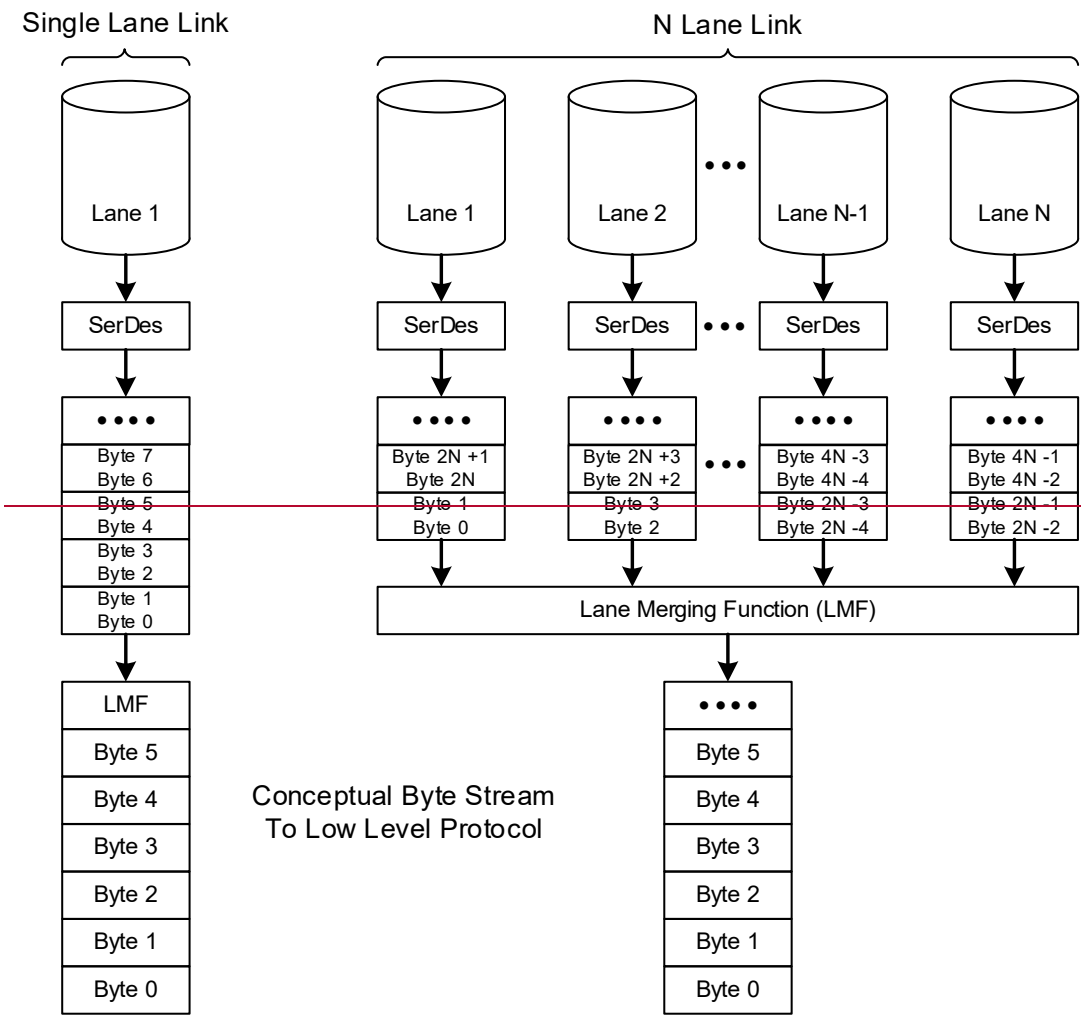 Single Lane Link
N Lane Link
Lane 1
Lane 1
Lane 2
•••
Lane N-1
Lane N
SerDes
SerDes
SerDes
•••
SerDes
SerDes
••••
••••
••••
••••
••••
Byte 7
Byte 6
Byte 5
Byte 4
Byte 3
Byte 2
Byte 1
Byte 0
Byte 2N +1
Byte 2N
Byte 1
Byte 0
Byte 2N +3
Byte 2N +2
Byte 3
Byte 2
•••
Byte 4N -3
Byte 4N -4
Byte 2N -3
Byte 2N -4
Byte 4N -1
Byte 4N -2
Byte 2N -1
Byte 2N -2
Lane Merging Function (LMF)
LMF
Byte 5
Byte 4
Byte 3
Byte 2
Byte 1
Byte 0
Conceptual Byte Stream
To Low Level Protocol
••••
Byte 5
Byte 4
Byte 3
Byte 2
Byte 1
Byte 0